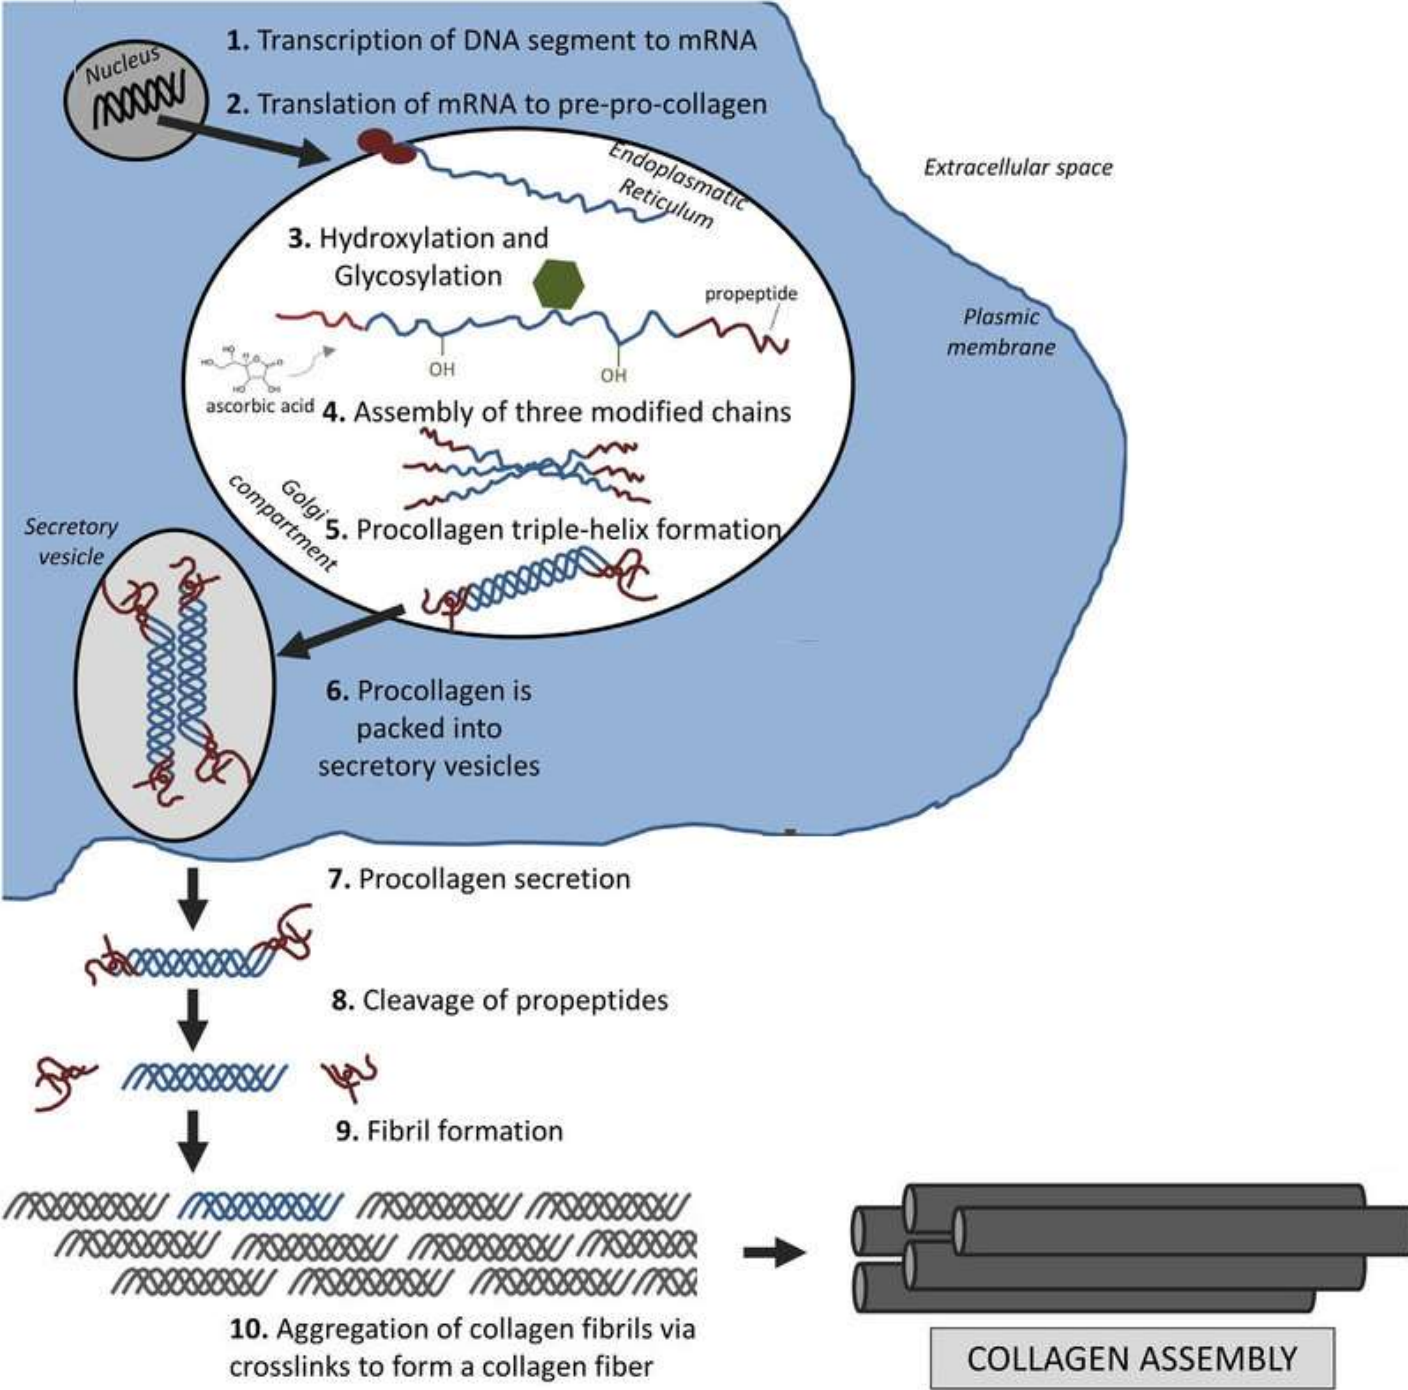 1. Transcription of DNA segment to mRNA
Nucleus
2. Translation of mRNA to pre-pro-collagen
Endoplasmatic
Reticulum
Extracellular space
3. Hydroxylation and
Glycosylation
propeptide
Plasmic
membrane
HO
HO
O
O
HO
OH
OH
OH
ascorbic acid
4. Assembly of three modified chains
Golgi
compartment
5. Procollagen triple-helix formation
Secretory
vesicle
6. Procollagen is
packed into
secretory vesicles
7. Procollagen secretion
8. Cleavage of propeptides
9. Fibril formation
10. Aggregation of collagen fibrils via
crosslinks to form a collagen fiber
COLLAGEN ASSEMBLY